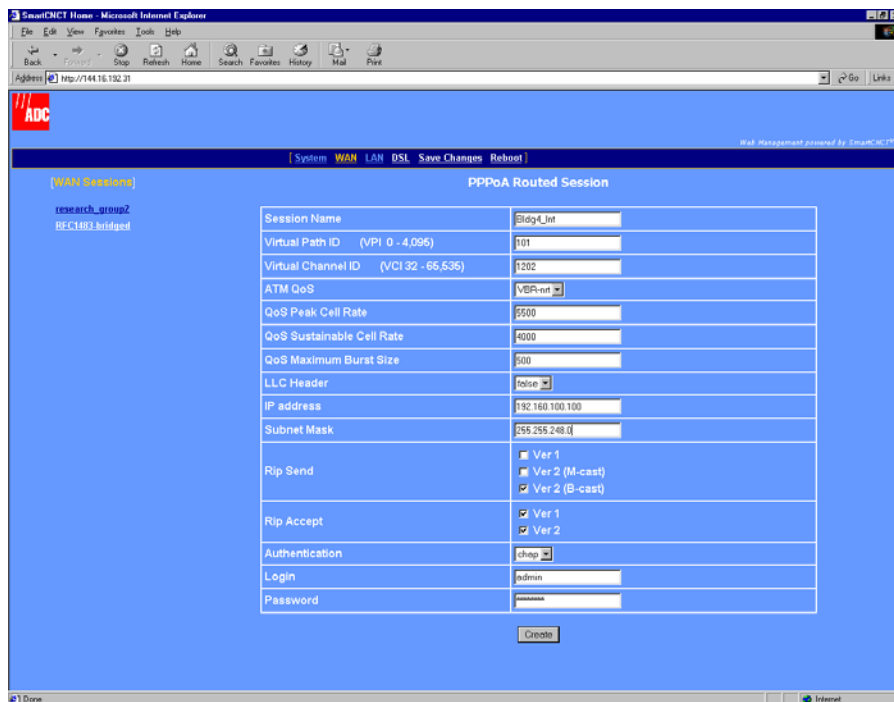 SmartCNCT Home - Microsoft Internet Explorer
File Edit View Favorites Tools Help
Back Forward Stop Refresh Home Search Favorites History Mail Print
Address http://144.16.192.31 Go Links
ADC
Web Management powered by SmartCNCT
[ System WAN LAN DSL Save Changes Reboot ]
[WAN Sessions]
research_group2
RFC1483-bridged
PPPoA Routed Session
Session Name Bldg4_Int
Virtual Path ID (VPI 0 - 4,095) 101
Virtual Channel ID (VCI 32 - 65,535) 1202
ATM QoS VBR-nrt
QoS Peak Cell Rate 5500
QoS Sustainable Cell Rate 4000
QoS Maximum Burst Size 500
LLC Header false
IP address 192.160.100.100
Subnet Mask 255.255.248.0
Rip Send
Ver 1
Ver 2 (M-cast)
Ver 2 (B-cast)
Rip Accept
Ver 1
Ver 2
Authentication chap
Login admin
Password ********
Create
Done Internet